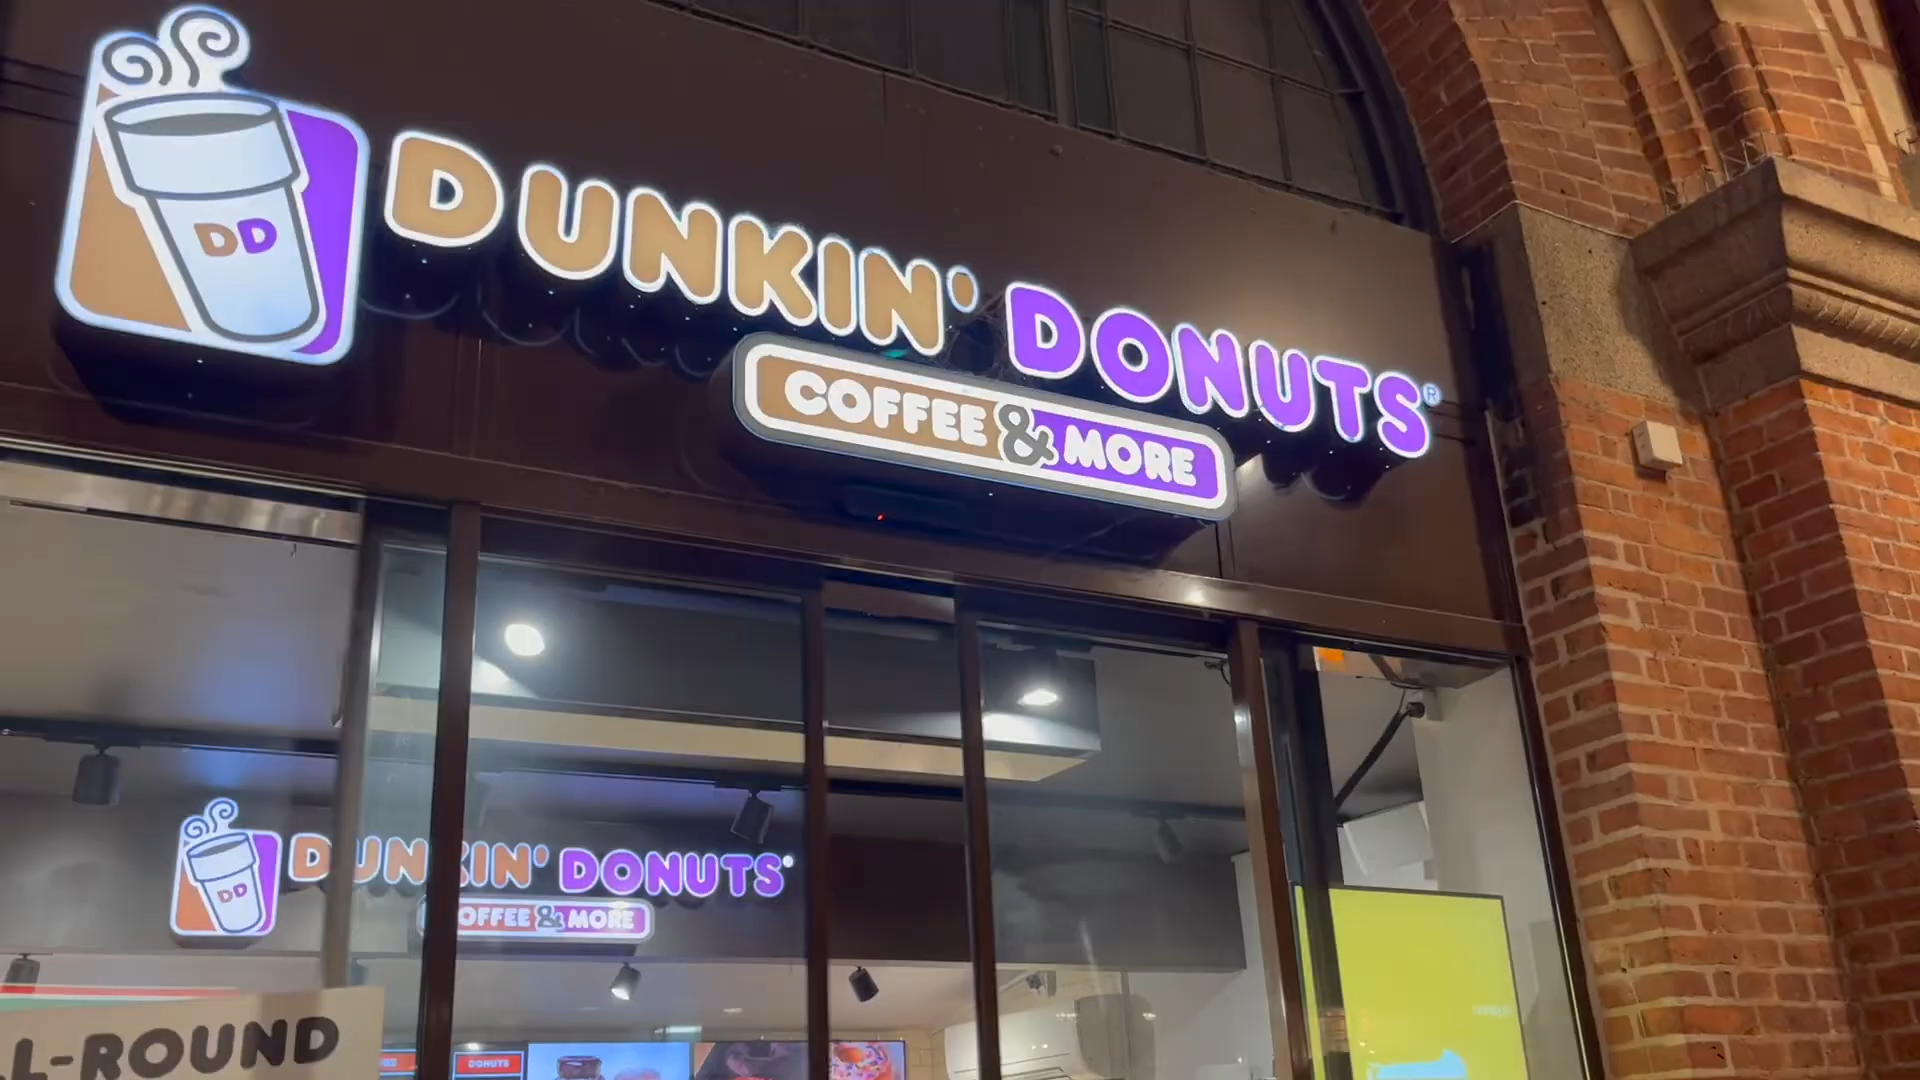 DD
DUNKIN' DONUTS®
COFFEE & MORE
DD
DUNKIN' DONUTS
COFFEE & MORE
L-ROUND
DONUTS